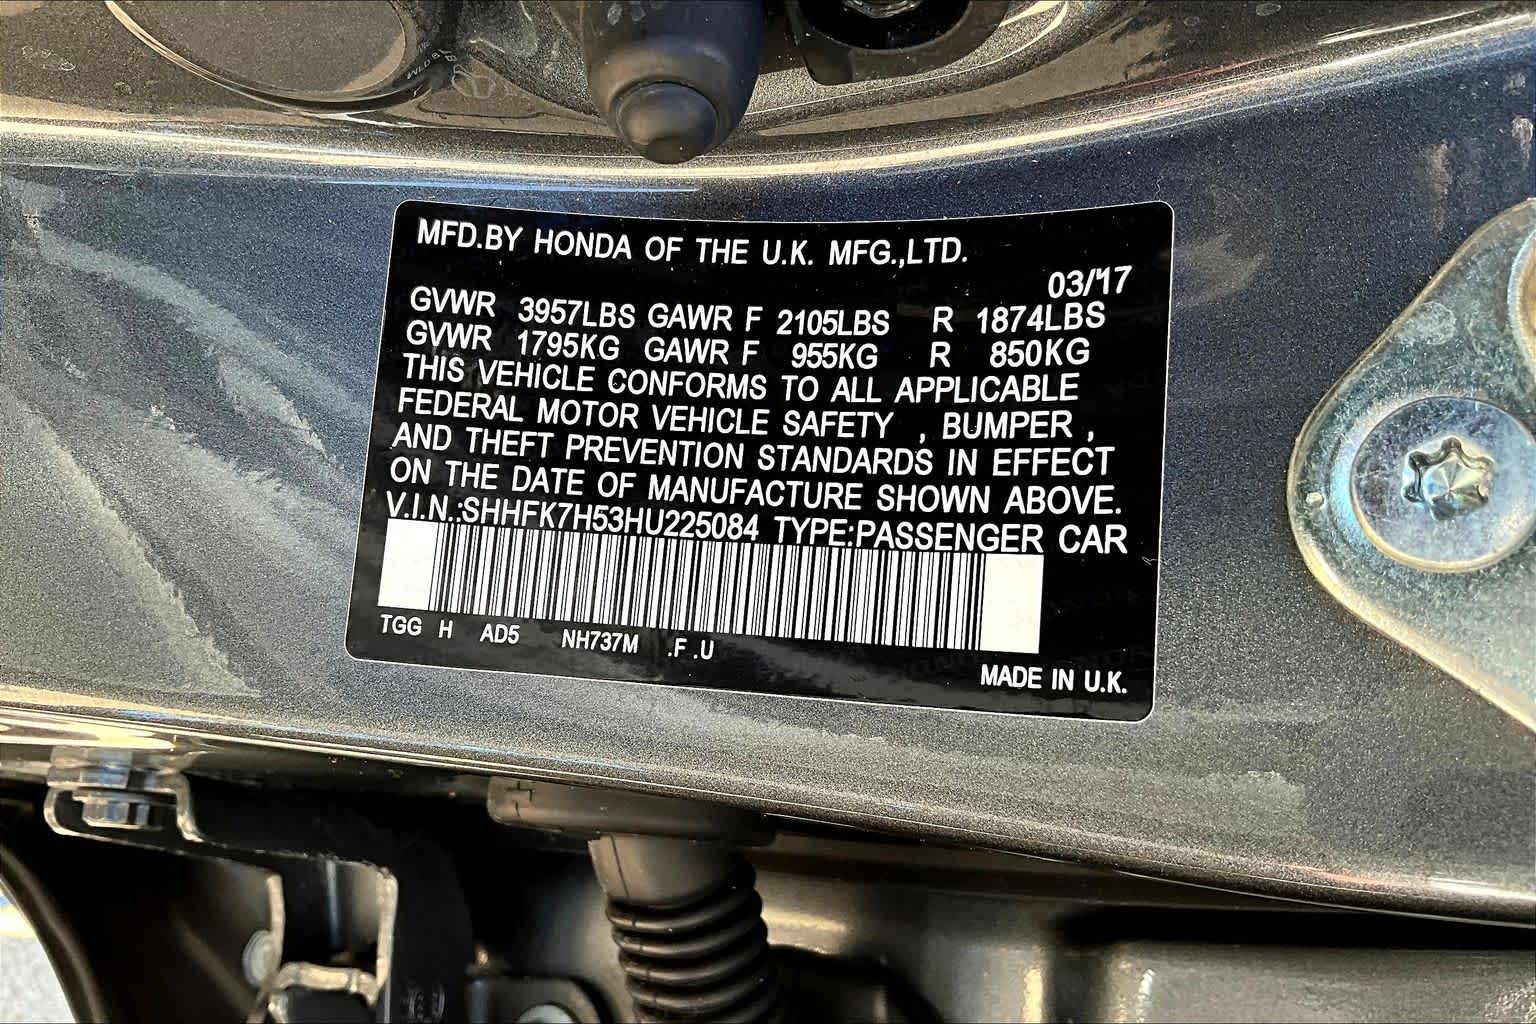 MFD.BY HONDA OF THE U.K. MFG.,LTD.
03/'17
GVWR 3957LBS GAWR F 2105LBS R 1874LBS
GVWR 1795KG GAWR F 955KG R 850KG
THIS VEHICLE CONFORMS TO ALL APPLICABLE
FEDERAL MOTOR VEHICLE SAFETY , BUMPER ,
AND THEFT PREVENTION STANDARDS IN EFFECT
ON THE DATE OF MANUFACTURE SHOWN ABOVE.
V.I.N.:SHHFK7H53HU225084 TYPE:PASSENGER CAR
TGG H AD5 NH737M .F .U
MADE IN U.K.